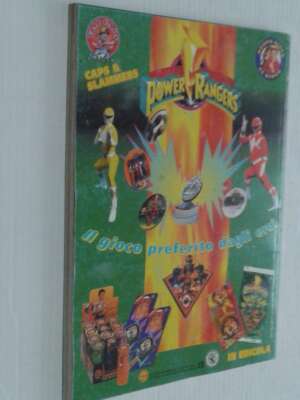 CAPS &
SLAMMERS
POWER RANGERS
Il gioco preferito dagli eroi
IN EDICOLA